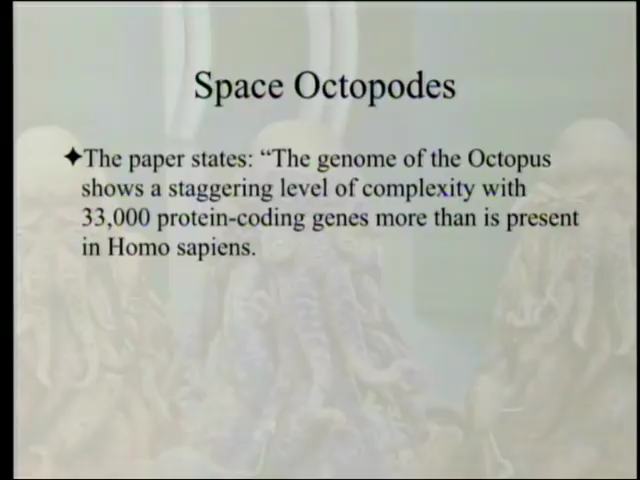 Space Octopodes
✦The paper states: “The genome of the Octopus
shows a staggering level of complexity with
33,000 protein-coding genes more than is present
in Homo sapiens.